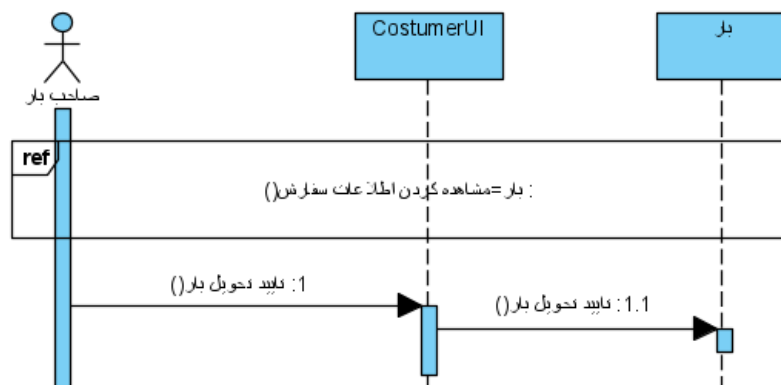 CostumerUI
بار
صاحب بار
ref
: بار =مشاهده کردن اطلاعات سفارش()
1: تایید تحویل بار()
1.1: تایید تحویل بار()